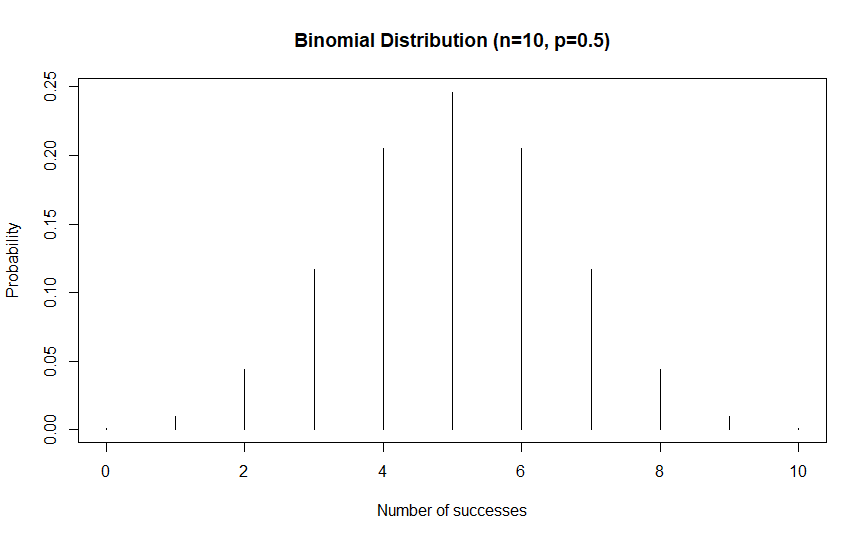 Binomial Distribution (n=10, p=0.5)
Probability
0.25
0.20
0.15
0.10
0.05
0.00
0 2 4 6 8 10
Number of successes